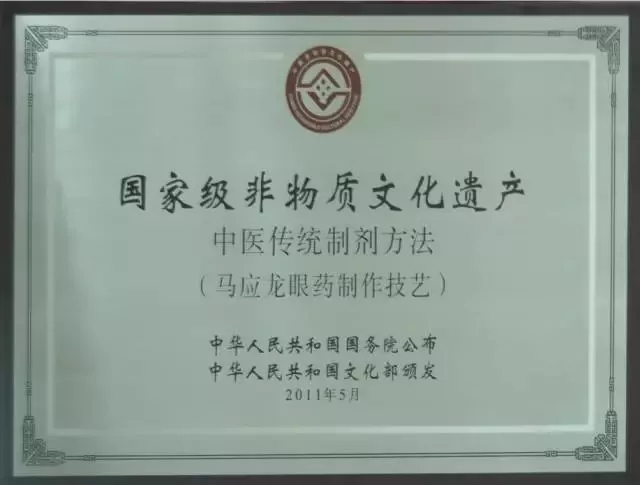 国家级非物质文化遗产
中医传统制剂方法
（马应龙眼药制作技艺）
中华人民共和国国务院公布
中华人民共和国文化部颁发
2011年5月